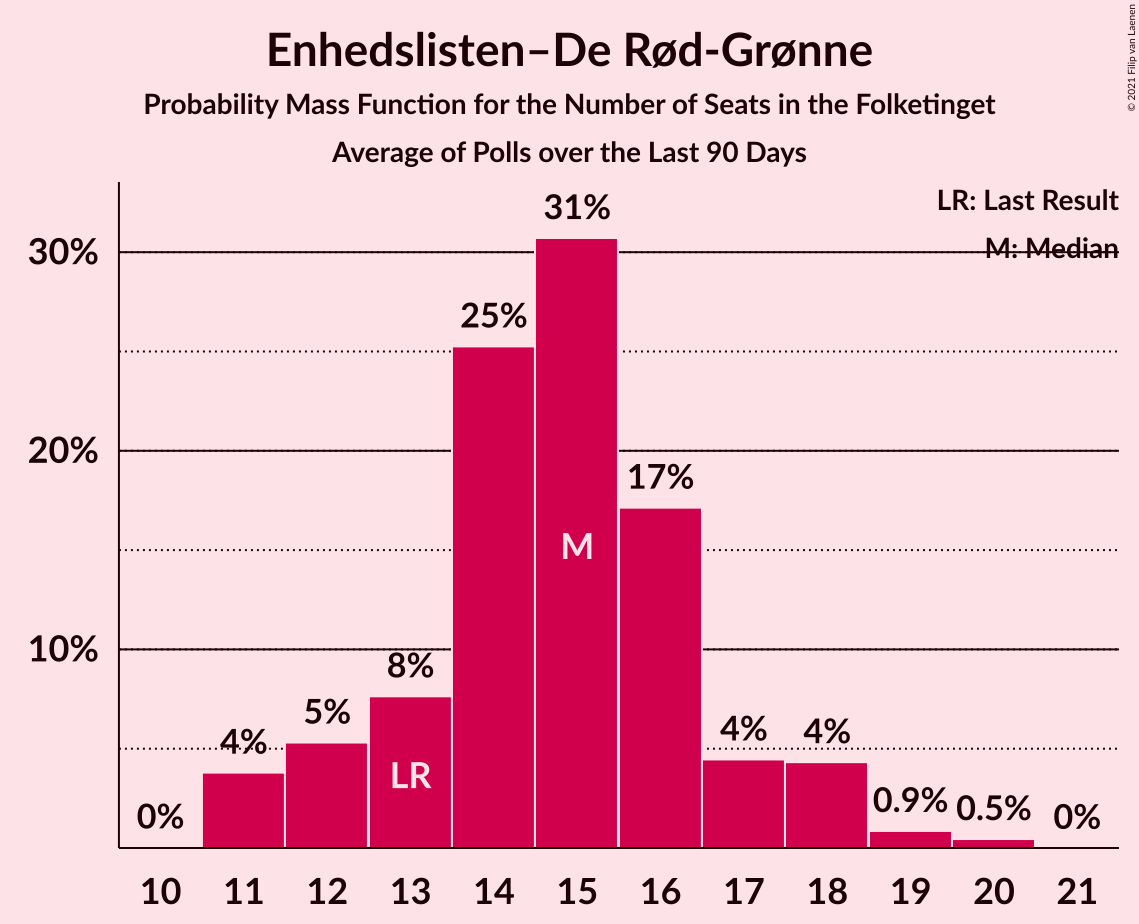 Enhedslisten–De Rød-Grønne
Probability Mass Function for the Number of Seats in the Folketinget
Average of Polls over the Last 90 Days
© 2021 Filip van Laenen
LR: Last Result
M: Median
30%
20%
10%
0%
4%
5%
8%
25%
31%
17%
4%
4%
0.9%
0.5%
0%
LR
M
10 11 12 13 14 15 16 17 18 19 20 21